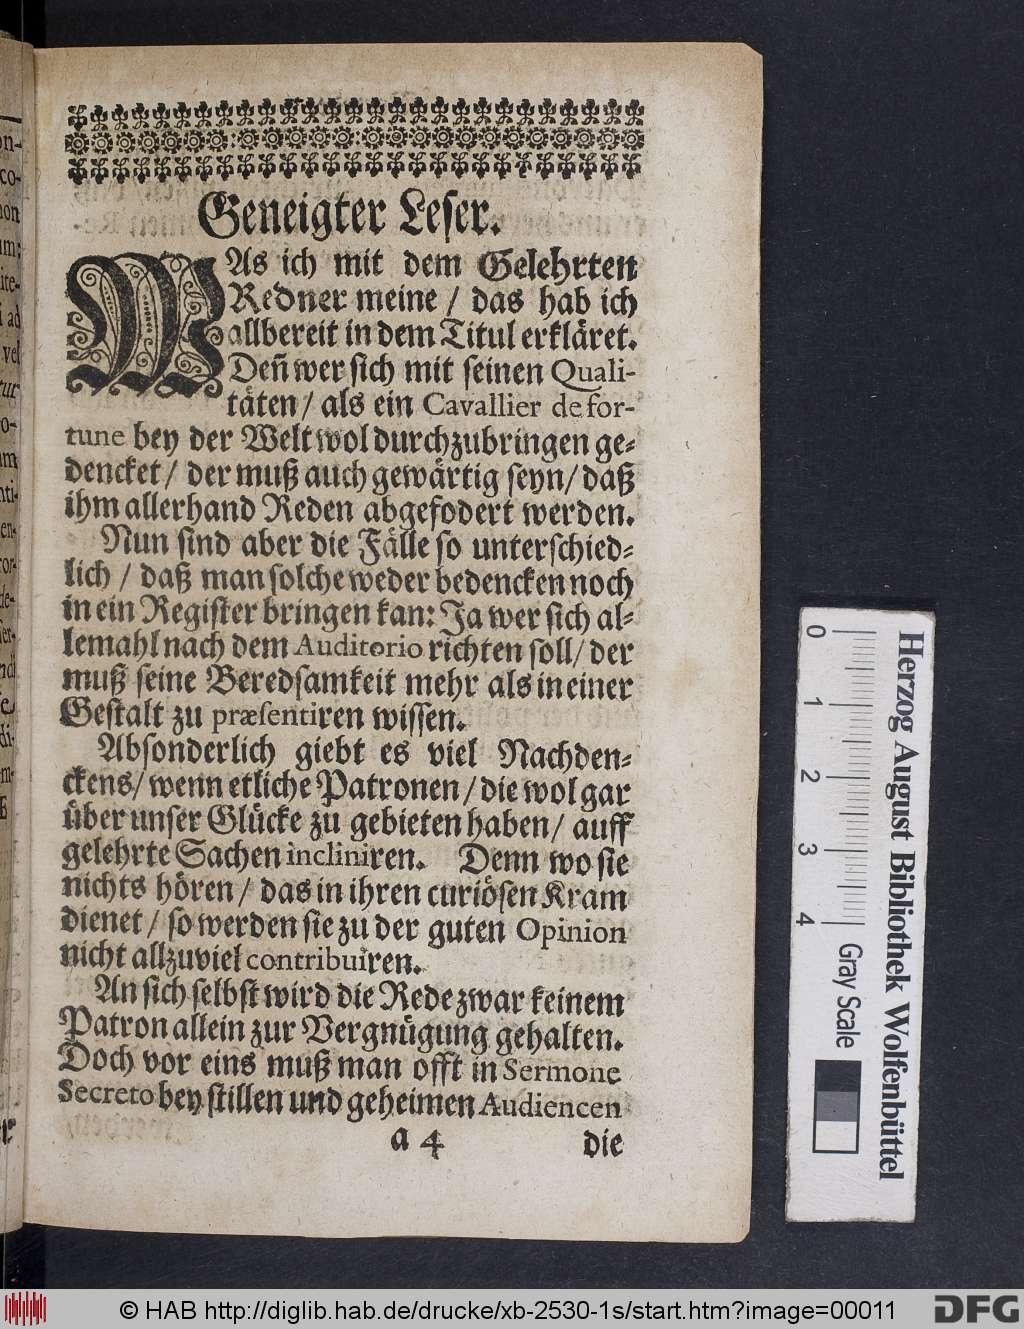 Geneigter Leser.
WAs ich mit dem Gelehrten
Redner meine / das hab ich
allbereit in dem Titul erkläret.
Deñ wer sich mit seinen Quali-
täten / als ein Cavallier de for-
tune bey der Welt wol durchzubringen ge-
dencket / der muß auch gewärtig seyn / daß
ihm allerhand Reden abgefodert werden.
Nun sind aber die Fälle so unterschied-
lich / daß man solche weder bedencken noch
in ein Register bringen kan: Ja wer sich al-
lemahl nach dem Auditorio richten soll / der
muß seine Beredsamkeit mehr als in einer
Gestalt zu præsentiren wissen.
Absonderlich giebt es viel Nachden-
ckens / wenn etliche Patronen / die wol gar
über unser Glücke zu gebieten haben / auff
gelehrte Sachen incliniren. Denn wo sie
nichts hören / das in ihren curiösen Kram
dienet / so werden sie zu der guten Opinion
nicht allzuviel contribuiren.
An sich selbst wird die Rede zwar keinem
Patron allein zur Vergnügung gehalten.
Doch vor eins muß man offt in Sermone
Secreto bey stillen und geheimen Audiencen
a 4 die
Herzog August Bibliothek Wolfenbüttel
0 1 2 3 4 Gray Scale
© HAB http://diglib.hab.de/drucke/xb-2530-1s/start.htm?image=00011
DFG